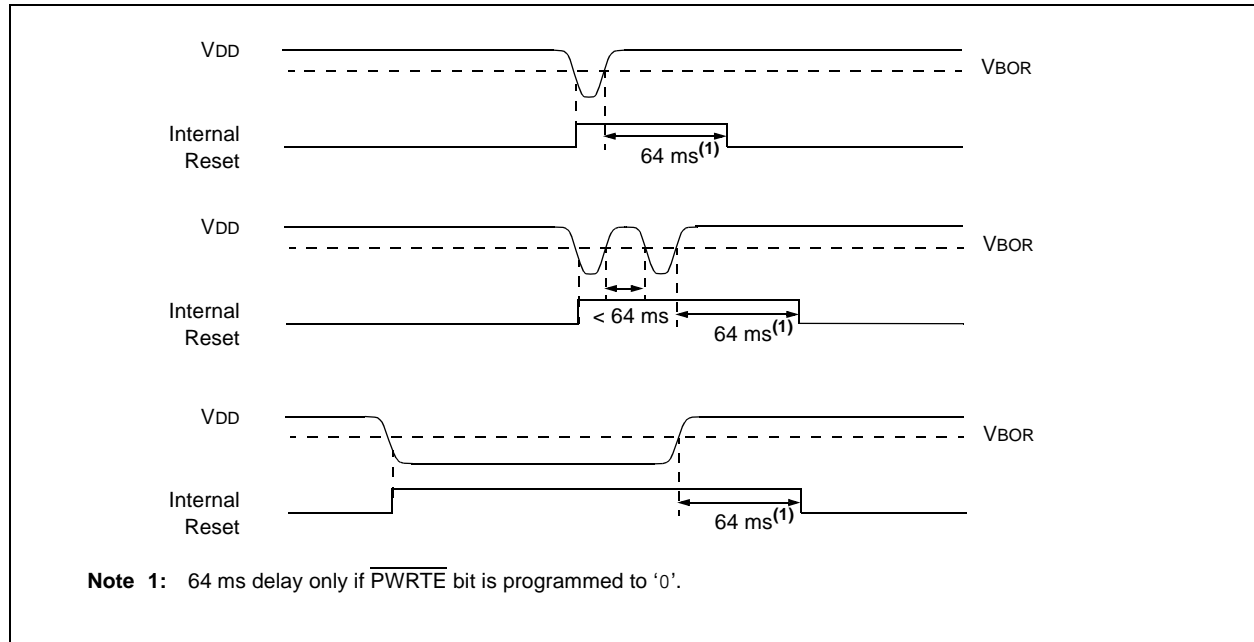 VDD
VBOR
Internal
Reset
64 ms(1)
VDD
VBOR
Internal
Reset
< 64 ms
64 ms(1)
VDD
VBOR
Internal
Reset
64 ms(1)
Note 1: 64 ms delay only if PWRTE bit is programmed to ‘0’.